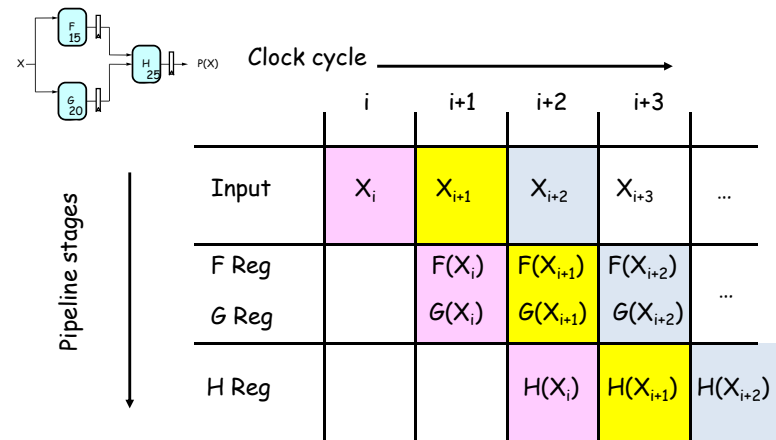 F
15
X
H
25
P(X)
G
20
Clock cycle
i i+1 i+2 i+3
Pipeline stages
Input Xᵢ Xᵢ₊₁ Xᵢ₊₂ Xᵢ₊₃ ...
F Reg F(Xᵢ) F(Xᵢ₊₁) F(Xᵢ₊₂)
...
G Reg G(Xᵢ) G(Xᵢ₊₁) G(Xᵢ₊₂)
H Reg H(Xᵢ) H(Xᵢ₊₁) H(Xᵢ₊₂)